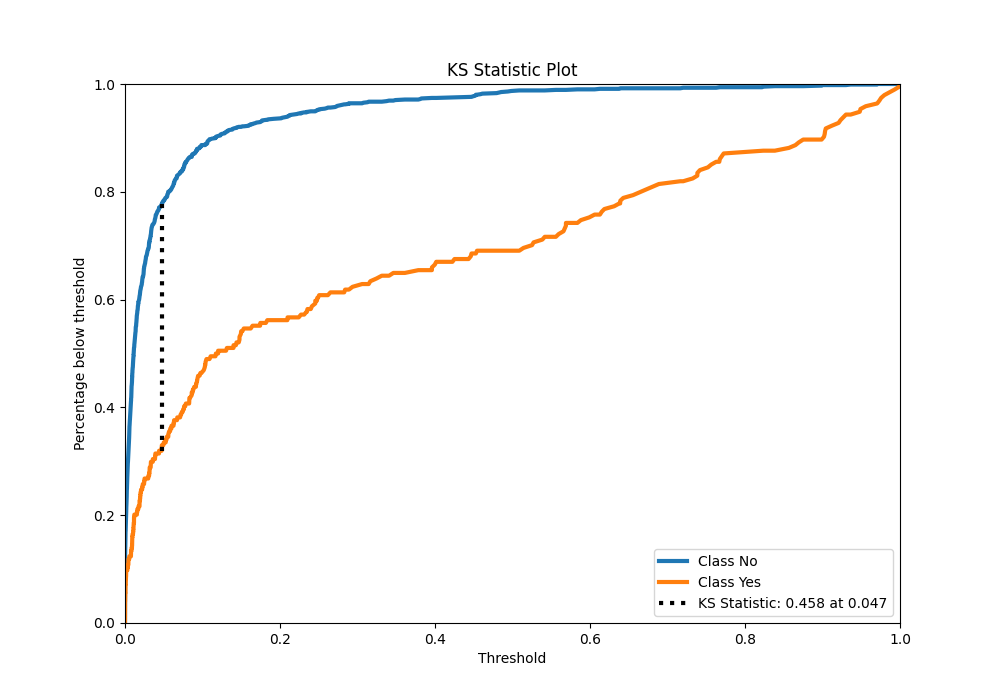 KS Statistic Plot
Percentage below threshold
1.0
0.8
0.6
0.4
0.2
0.0
0.0 0.2 0.4 0.6 0.8 1.0
Threshold
Class No
Class Yes
KS Statistic: 0.458 at 0.047